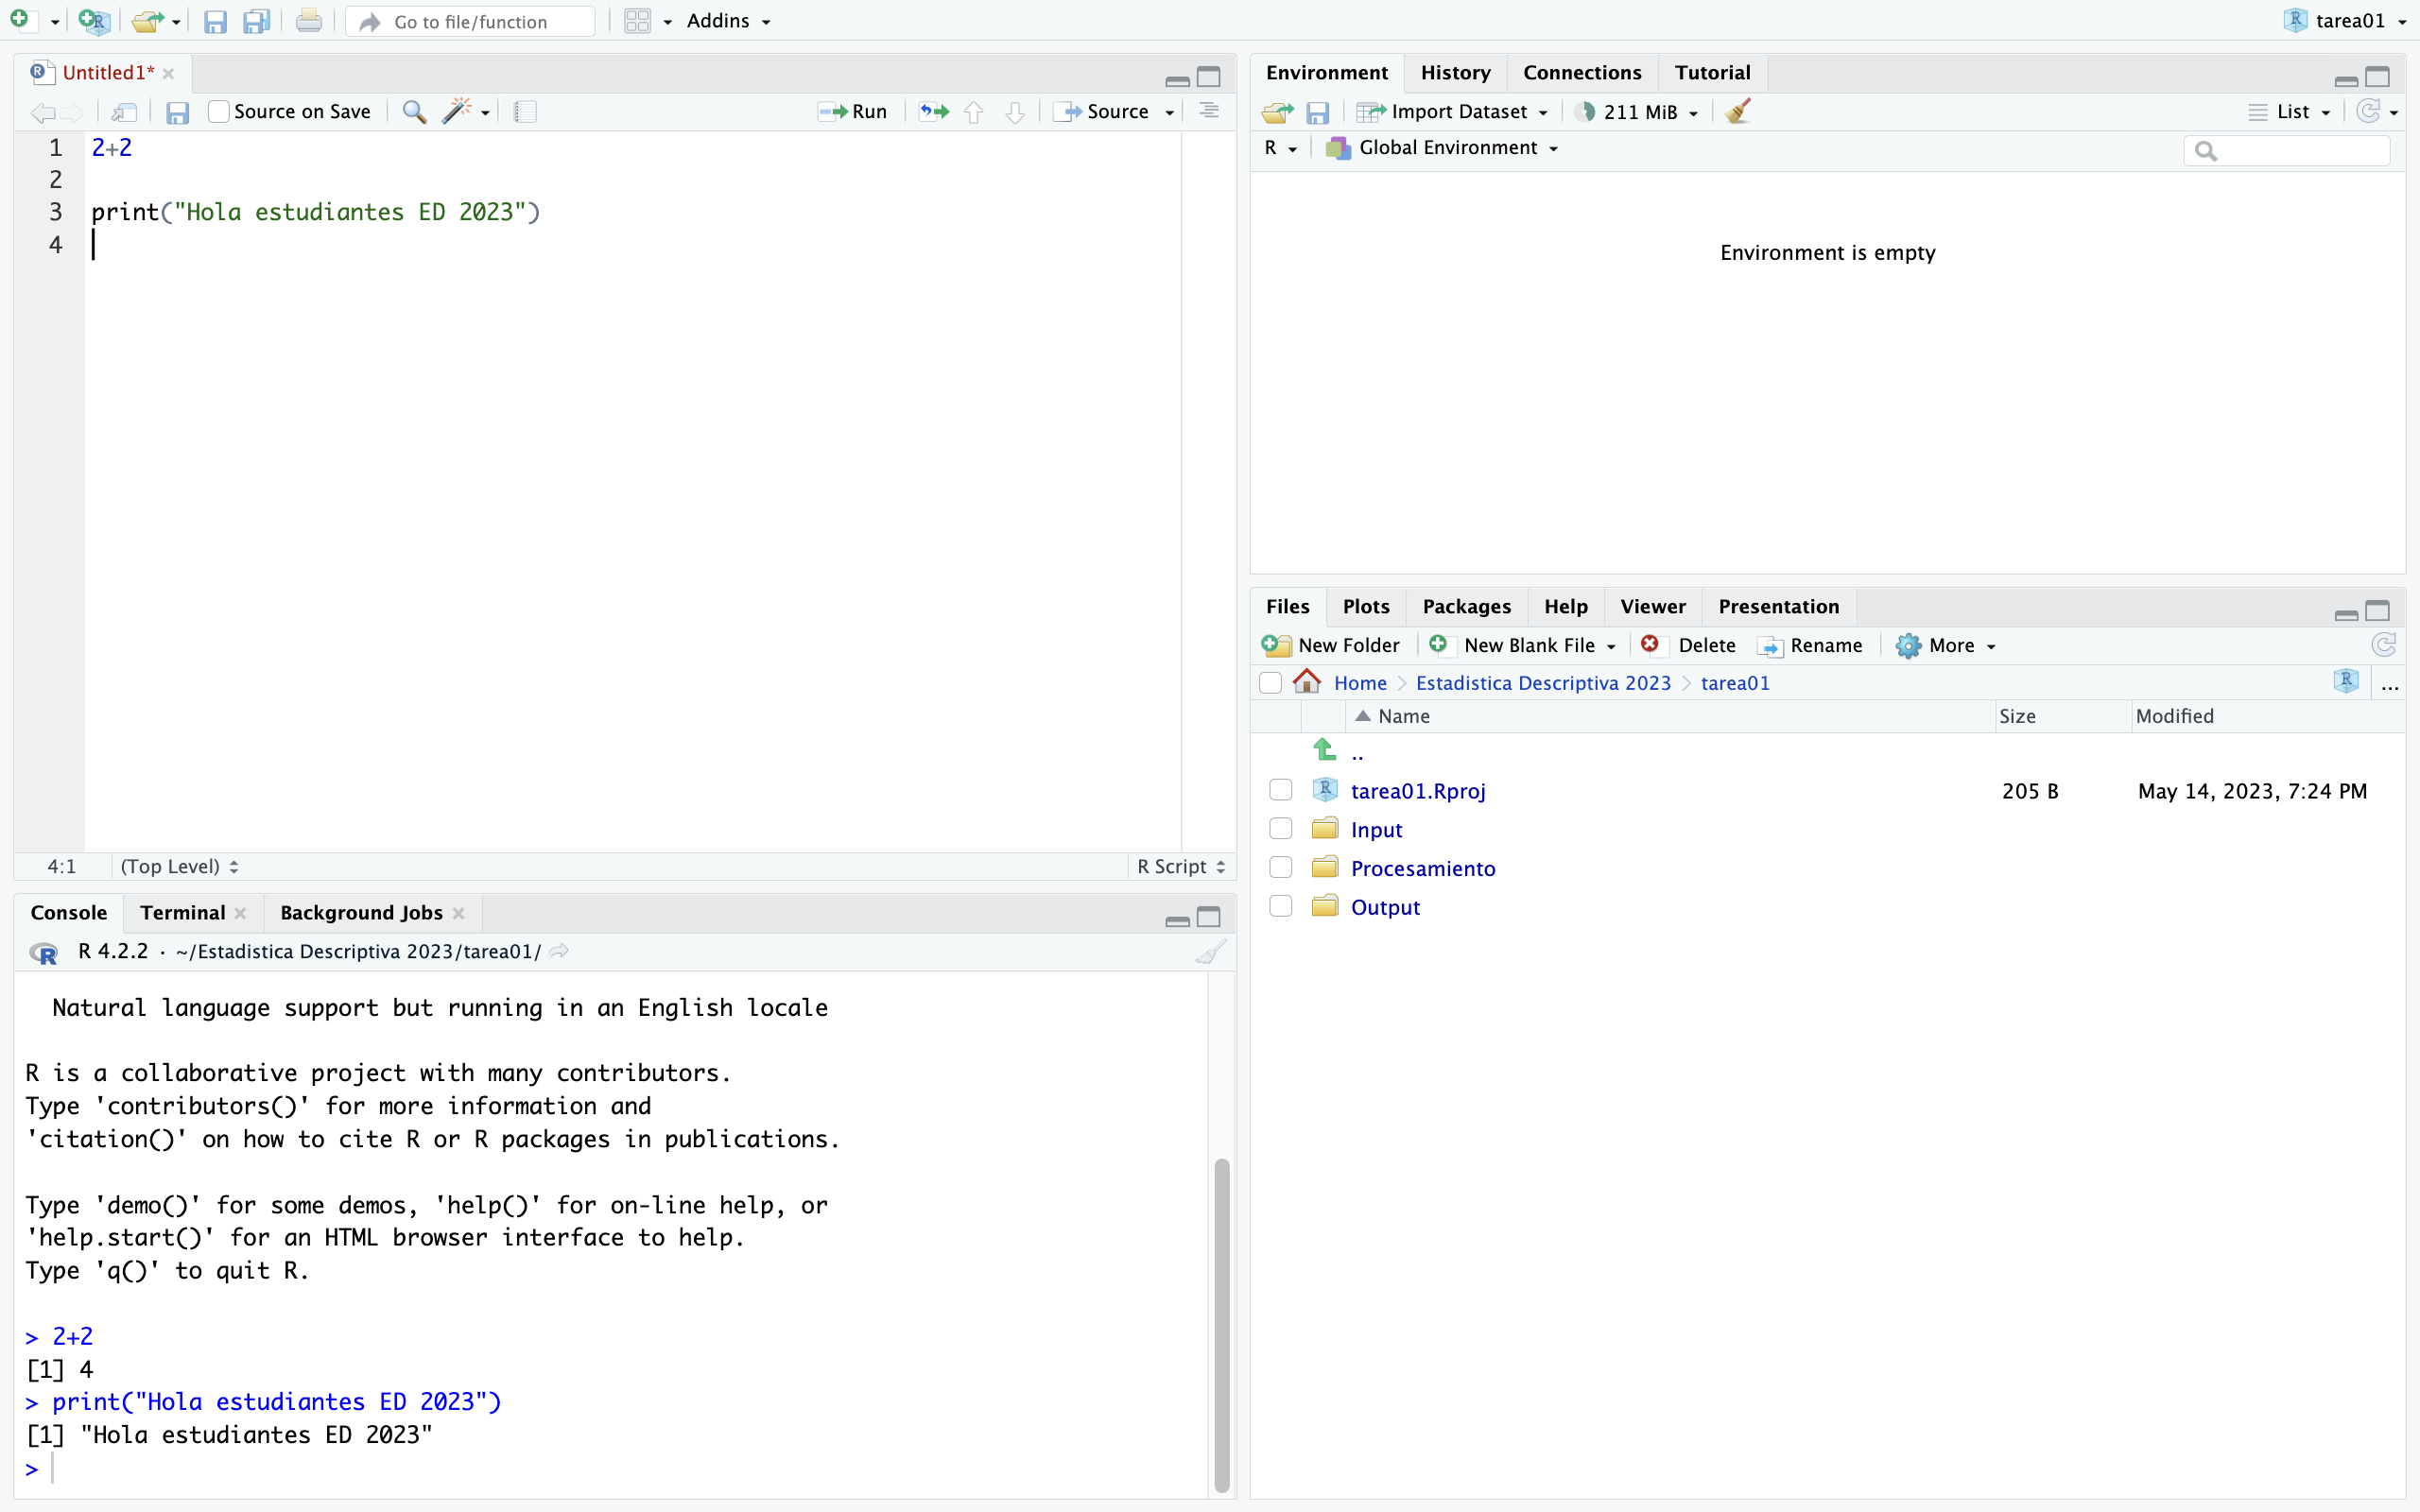 Go to file/function
Addins
tarea01
Untitled1*
Source on Save
Run
Source
1 2+2
2
3 print("Hola estudiantes ED 2023")
4
4:1 (Top Level) R Script
Console Terminal Background Jobs
R 4.2.2 · ~/Estadistica Descriptiva 2023/tarea01/
Natural language support but running in an English locale
R is a collaborative project with many contributors.
Type 'contributors()' for more information and
'citation()' on how to cite R or R packages in publications.
Type 'demo()' for some demos, 'help()' for on-line help, or
'help.start()' for an HTML browser interface to help.
Type 'q()' to quit R.
> 2+2
[1] 4
> print("Hola estudiantes ED 2023")
[1] "Hola estudiantes ED 2023"
>
Environment History Connections Tutorial
Import Dataset 211 MiB List
R Global Environment
Environment is empty
Files Plots Packages Help Viewer Presentation
New Folder New Blank File Delete Rename More
Home Estadistica Descriptiva 2023 tarea01 ...
Name Size Modified
..
tarea01.Rproj 205 B May 14, 2023, 7:24 PM
Input
Procesamiento
Output